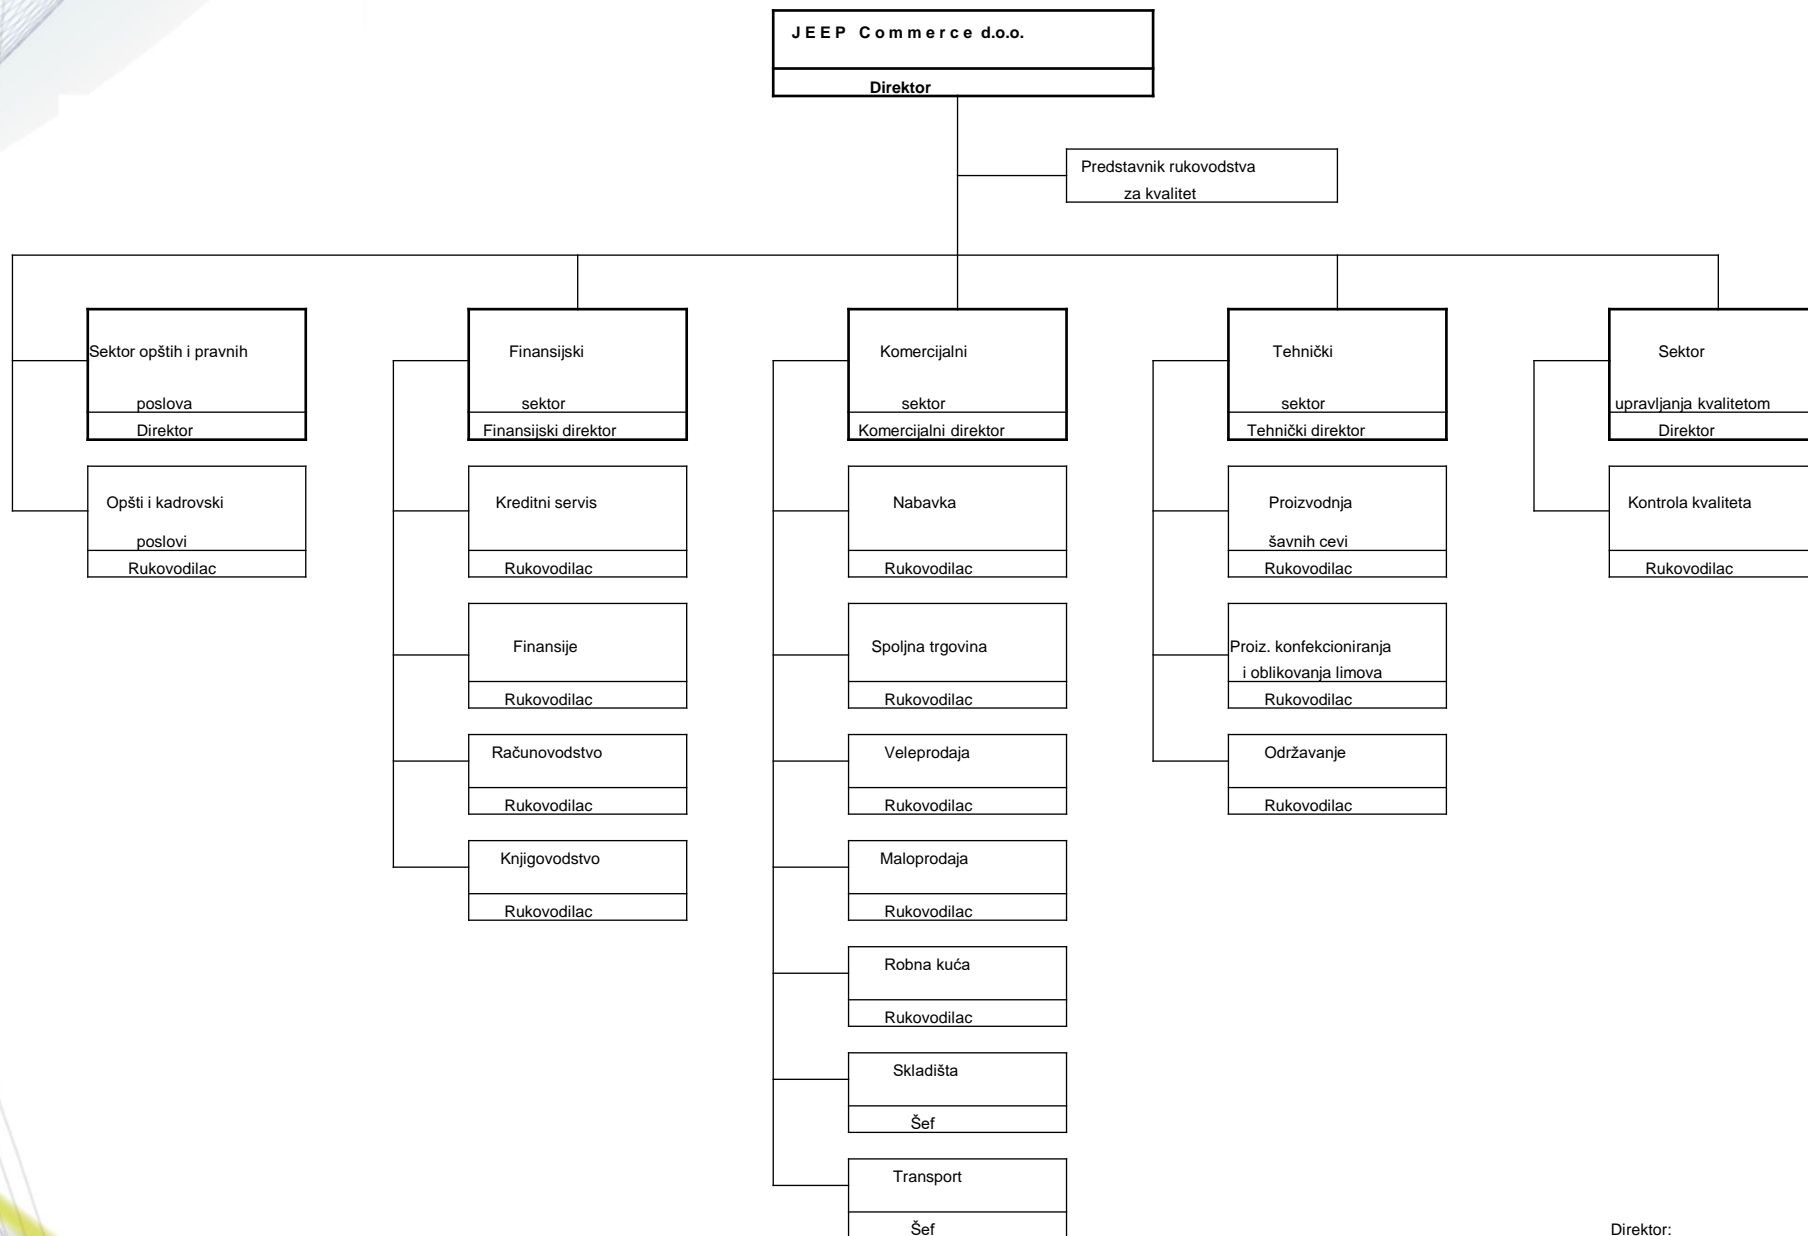 JEEP Commerce d.o.o.
Direktor
Predstavnik rukovodstva
za kvalitet
Sektor opštih i pravnih
poslova
Direktor
Opšti i kadrovski
poslovi
Rukovodilac
Finansijski
sektor
Finansijski direktor
Kreditni servis
Rukovodilac
Finansije
Rukovodilac
Računovodstvo
Rukovodilac
Knjigovodstvo
Rukovodilac
Komercijalni
sektor
Komercijalni direktor
Nabavka
Rukovodilac
Spoljna trgovina
Rukovodilac
Veleprodaja
Rukovodilac
Maloprodaja
Rukovodilac
Robna kuća
Rukovodilac
Skladišta
Šef
Transport
Šef
Tehnički
sektor
Tehnički direktor
Proizvodnja
šavnih cevi
Rukovodilac
Proiz. konfekcioniranja
i oblikovanja limova
Rukovodilac
Održavanje
Rukovodilac
Sektor
upravljanja kvalitetom
Direktor
Kontrola kvaliteta
Rukovodilac
Direktor: